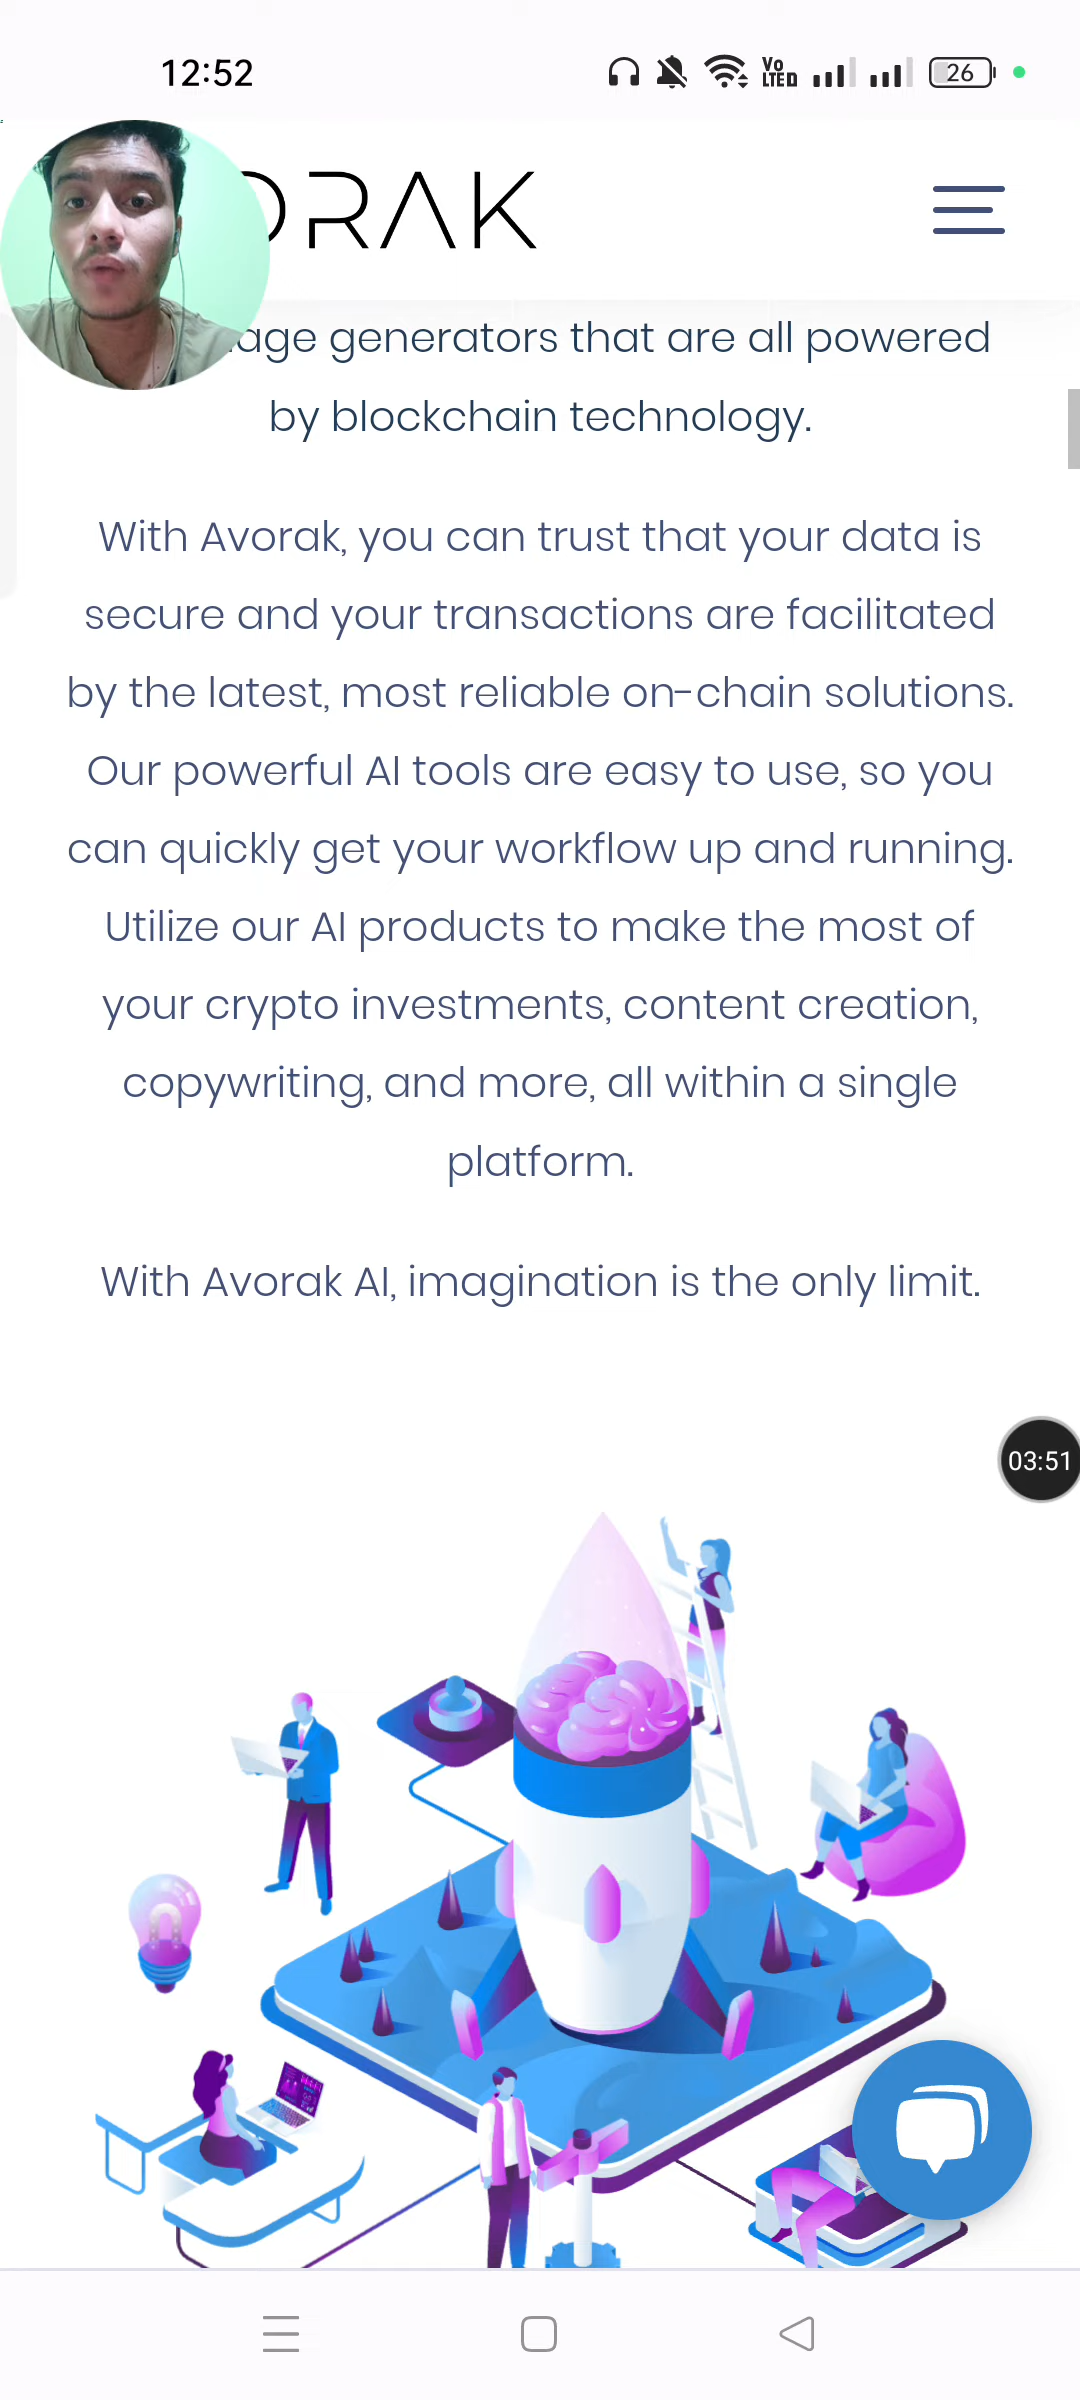 12:52
Vo
LTED
26
ORAK
age generators that are all powered
by blockchain technology.
With Avorak, you can trust that your data is
secure and your transactions are facilitated
by the latest, most reliable on-chain solutions.
Our powerful AI tools are easy to use, so you
can quickly get your workflow up and running.
Utilize our AI products to make the most of
your crypto investments, content creation,
copywriting, and more, all within a single
platform.
With Avorak AI, imagination is the only limit.
03:51